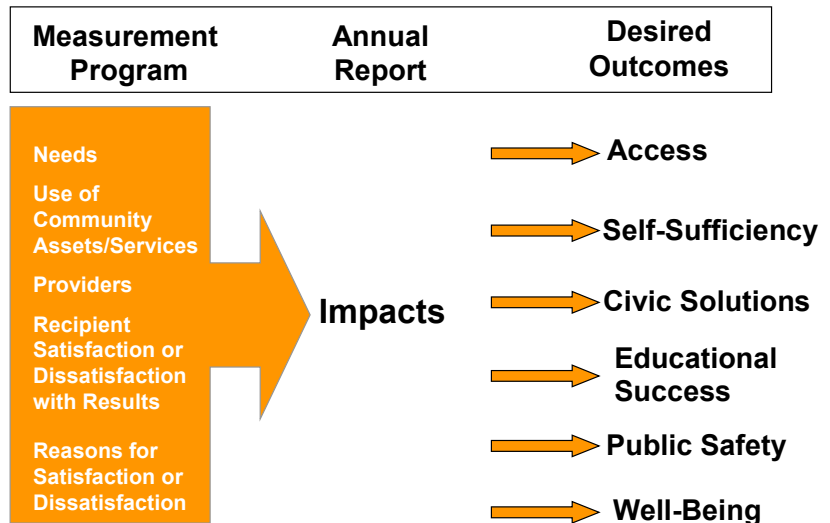 Measurement
Program
Annual
Report
Desired
Outcomes
Needs
Use of
Community
Assets/Services
Providers
Recipient
Satisfaction or
Dissatisfaction
with Results
Reasons for
Satisfaction or
Dissatisfaction
Impacts
Access
Self-Sufficiency
Civic Solutions
Educational
Success
Public Safety
Well-Being